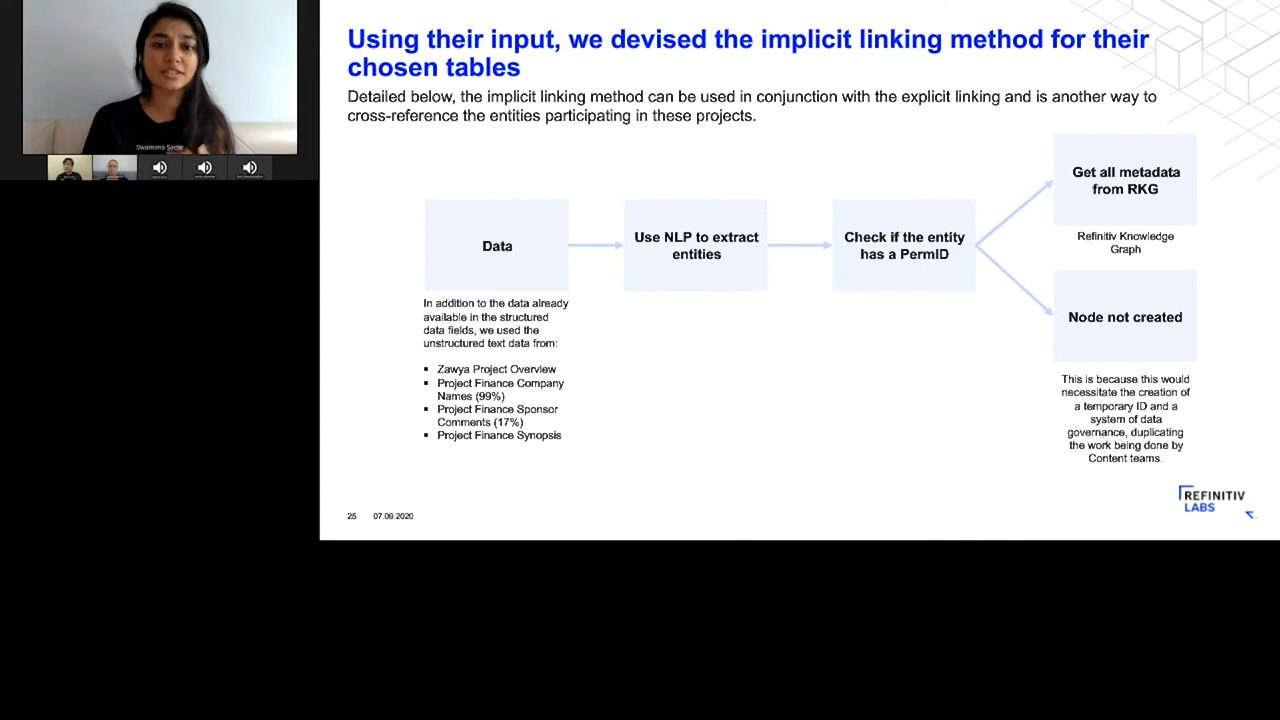 Swarnima Sirdar
Using their input, we devised the implicit linking method for their
chosen tables
Detailed below, the implicit linking method can be used in conjunction with the explicit linking and is another way to
cross-reference the entities participating in these projects.
Data
In addition to the data already
available in the structured
data fields, we used the
unstructured text data from:
▪ Zawya Project Overview
▪ Project Finance Company
Names (99%)
▪ Project Finance Sponsor
Comments (17%)
▪ Project Finance Synopsis
Use NLP to extract
entities
Check if the entity
has a PermID
Get all metadata
from RKG
Refinitiv Knowledge
Graph
Node not created
This is because this would
necessitate the creation of
a temporary ID and a
system of data
governance, duplicating
the work being done by
Content teams.
25 07.09.2020
REFINITIV
LABS